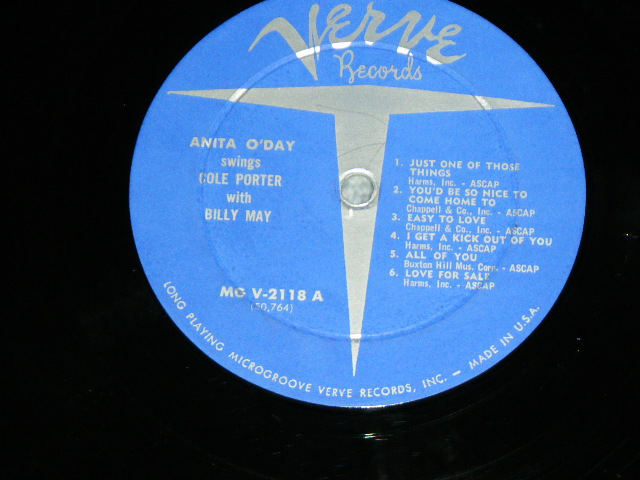 Verve
Records
ANITA O'DAY
swings
COLE PORTER
with
BILLY MAY
MG V-2118 A
(20,764)
1. JUST ONE OF THOSE
THINGS
Harms, Inc. - ASCAP
2. YOU'D BE SO NICE TO
COME HOME TO
Chappell & Co., Inc. - ASCAP
3. EASY TO LOVE
Chappell & Co., Inc. - ASCAP
4. I GET A KICK OUT OF YOU
Harms, Inc. - ASCAP
5. ALL OF YOU
Buxton Hill Mus. Corp. - ASCAP
6. LOVE FOR SALE
Harms, Inc. - ASCAP
LONG PLAYING MICROGROOVE VERVE RECORDS, INC. — MADE IN U.S.A.